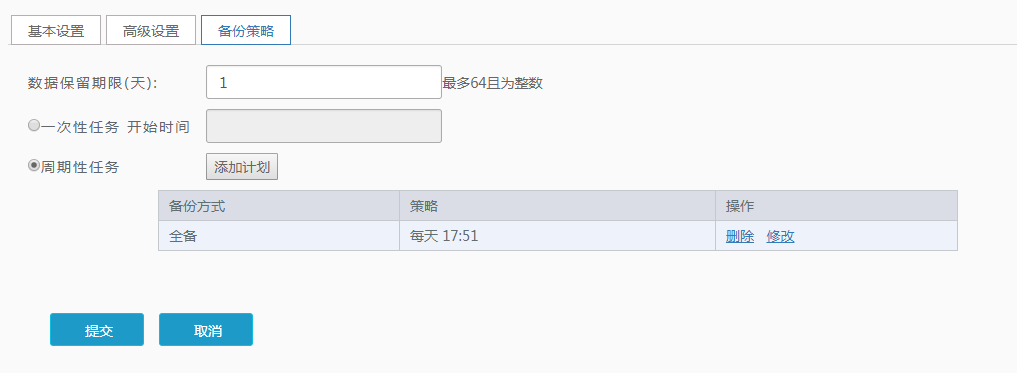 基本设置 高级设置 备份策略
数据保留期限(天): 1 最多64且为整数
一次性任务 开始时间
周期性任务 添加计划
备份方式 策略 操作
全备 每天 17:51 删除 修改
提交 取消